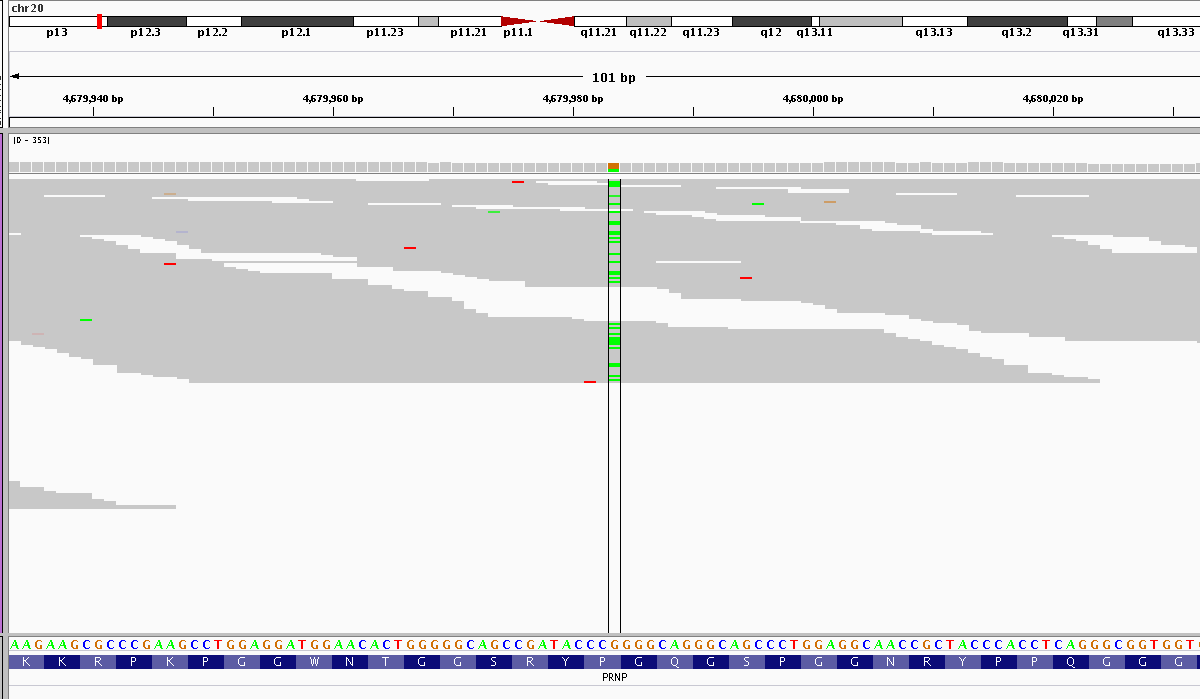 chr20
p13 p12.3 p12.2 p12.1 p11.23 p11.21 p11.1 q11.21 q11.22 q11.23 q12 q13.11 q13.13 q13.2 q13.31 q13.33
101 bp
4,679,940 bp 4,679,960 bp 4,679,980 bp 4,680,000 bp 4,680,020 bp
[0 - 353]
AAGAAGCGCCCGAAGCCTGGAGGATGGAACACTGGGGGCAGCCGATACCCGGGGCAGGGCAGCCCTGGAGGCAACCGCTACCCACCTCAGGGCGGTGGT
K K R P K P G G W N T G G S R Y P G Q G S P G G N R Y P P Q G G G
PRNP